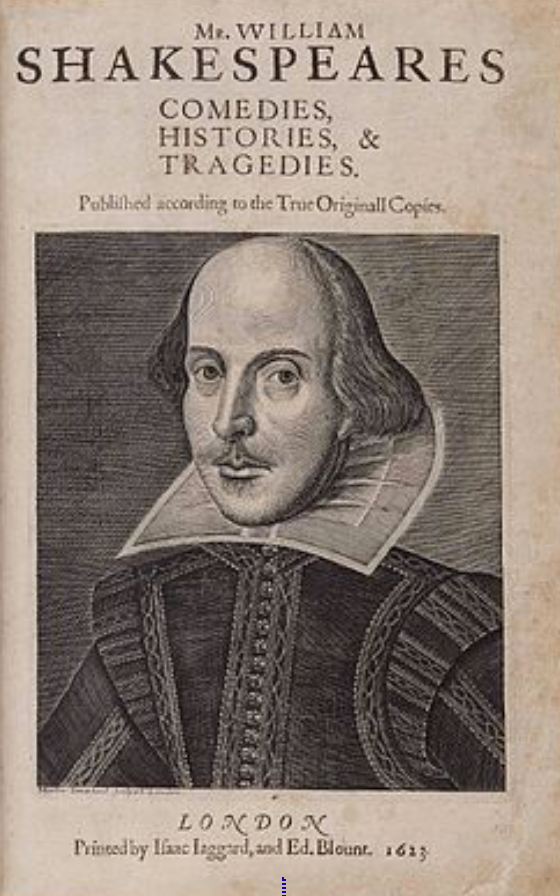 Mr. WILLIAM
SHAKESPEARES
COMEDIES,
HISTORIES, &
TRAGEDIES.
Publiſhed according to the True Originall Copies.
LONDON
Printed by Iſaac Iaggard, and Ed. Blount. 1623.